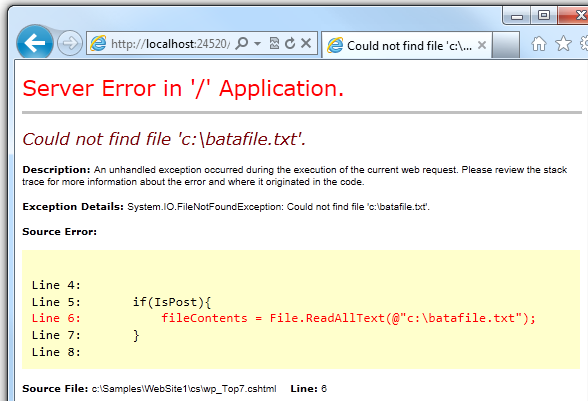 http://localhost:24520/
Could not find file 'c:\...
Server Error in '/' Application.
Could not find file 'c:\batafile.txt'.
Description: An unhandled exception occurred during the execution of the current web request. Please review the stack
trace for more information about the error and where it originated in the code.
Exception Details: System.IO.FileNotFoundException: Could not find file 'c:\batafile.txt'.
Source Error:
Line 4:
Line 5:         if(IsPost){
Line 6:             fileContents = File.ReadAllText(@"c:\batafile.txt");
Line 7:         }
Line 8:
Source File: c:\Samples\WebSite1\cs\wp_Top7.cshtml    Line: 6